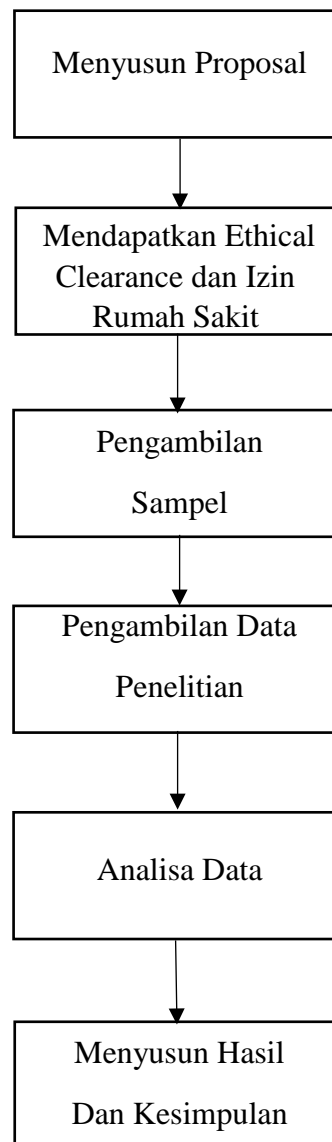 Menyusun Proposal
Mendapatkan Ethical
Clearance dan Izin
Rumah Sakit
Pengambilan
Sampel
Pengambilan Data
Penelitian
Analisa Data
Menyusun Hasil
Dan Kesimpulan